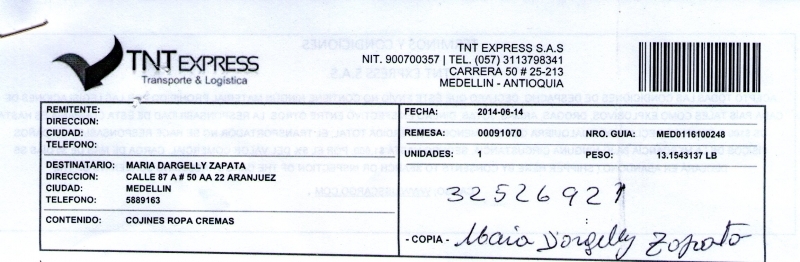 TNT EXPRESS
Transporte & Logística
TNT EXPRESS S.A.S
NIT. 900700357 | TEL. (057) 3113798341
CARRERA 50 # 25-213
MEDELLIN - ANTIOQUIA
REMITENTE:
DIRECCION:
CIUDAD:
TELEFONO:
DESTINATARIO: MARIA DARGELLY ZAPATA
DIRECCION: CALLE 87 A # 50 AA 22 ARANJUEZ
CIUDAD: MEDELLIN
TELEFONO: 5889163
CONTENIDO: COJINES ROPA CREMAS
FECHA: 2014-06-14
REMESA: 00091070 NRO. GUIA: MED0116100248
UNIDADES: 1 PESO: 13.1543137 LB
32526921
- COPIA - Maria Dorgelly Zapata